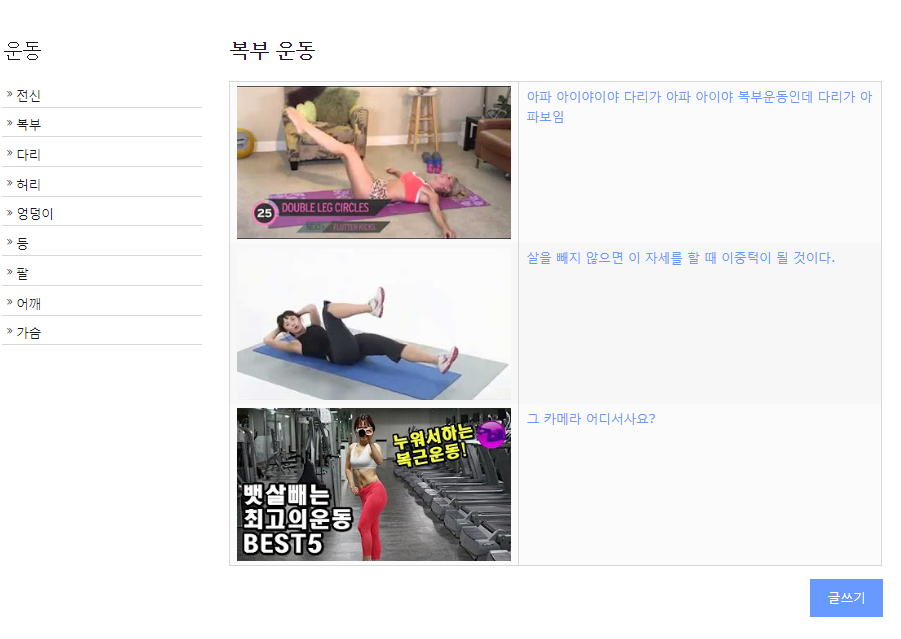 운동
복부 운동
» 전신
» 복부
» 다리
» 허리
» 엉덩이
» 등
» 팔
» 어깨
» 가슴
아파 아이야이야 다리가 아파 아이야 복부운동인데 다리가 아
파보임
25 DOUBLE LEG CIRCLES
FLUTTER KICKS
살을 빼지 않으면 이 자세를 할 때 이중턱이 될 것이다.
그 카메라 어디서사요?
누워서하는
복근운동!
뱃살빼는
최고의운동
BEST5
글쓰기